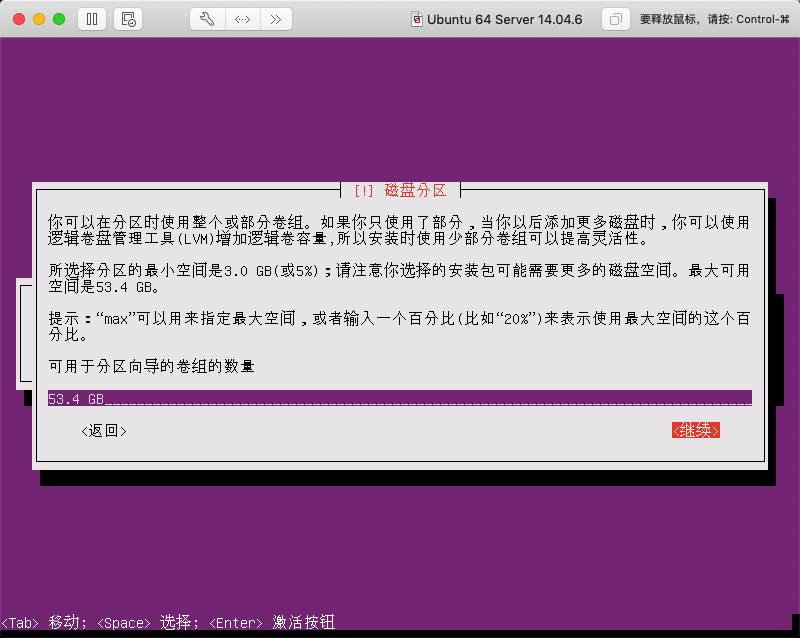 Ubuntu 64 Server 14.04.6
要释放鼠标，请按: Control-⌘
[!] 磁盘分区
你可以在分区时使用整个或部分卷组。如果你只使用了部分，当你以后添加更多磁盘时，你可以使用
逻辑卷盘管理工具(LVM)增加逻辑卷容量,所以安装时使用少部分卷组可以提高灵活性。
所选择分区的最小空间是3.0 GB(或5%)；请注意你选择的安装包可能需要更多的磁盘空间。最大可用
空间是53.4 GB。
提示：“max”可以用来指定最大空间，或者输入一个百分比(比如“20%”)来表示使用最大空间的这个百
分比。
可用于分区向导的卷组的数量
53.4 GB
<返回>
<继续>
<Tab> 移动; <Space> 选择; <Enter> 激活按钮